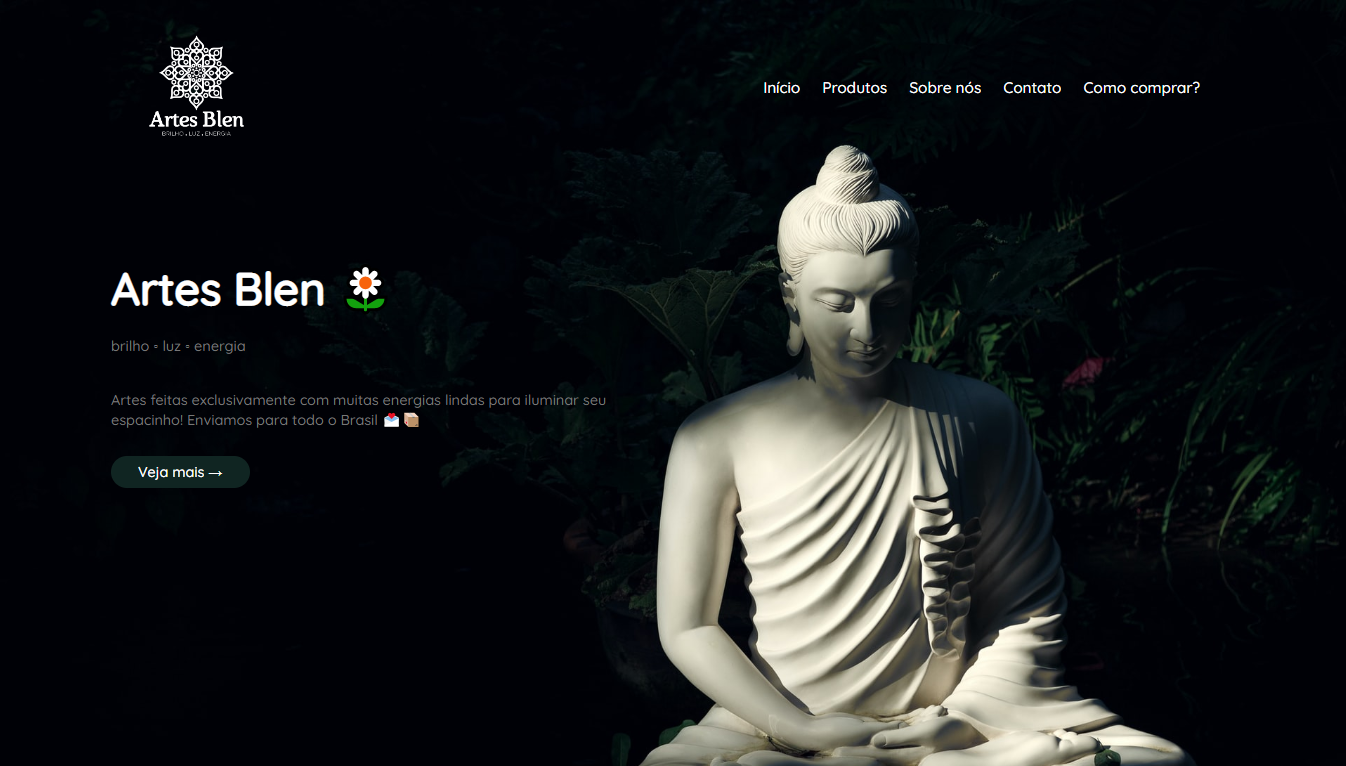 Artes Blen
BRILHO • LUZ • ENERGIA
Início Produtos Sobre nós Contato Como comprar?
Artes Blen 🌼
brilho ◦ luz ◦ energia
Artes feitas exclusivamente com muitas energias lindas para iluminar seu
espacinho! Enviamos para todo o Brasil 💌 📦
Veja mais →